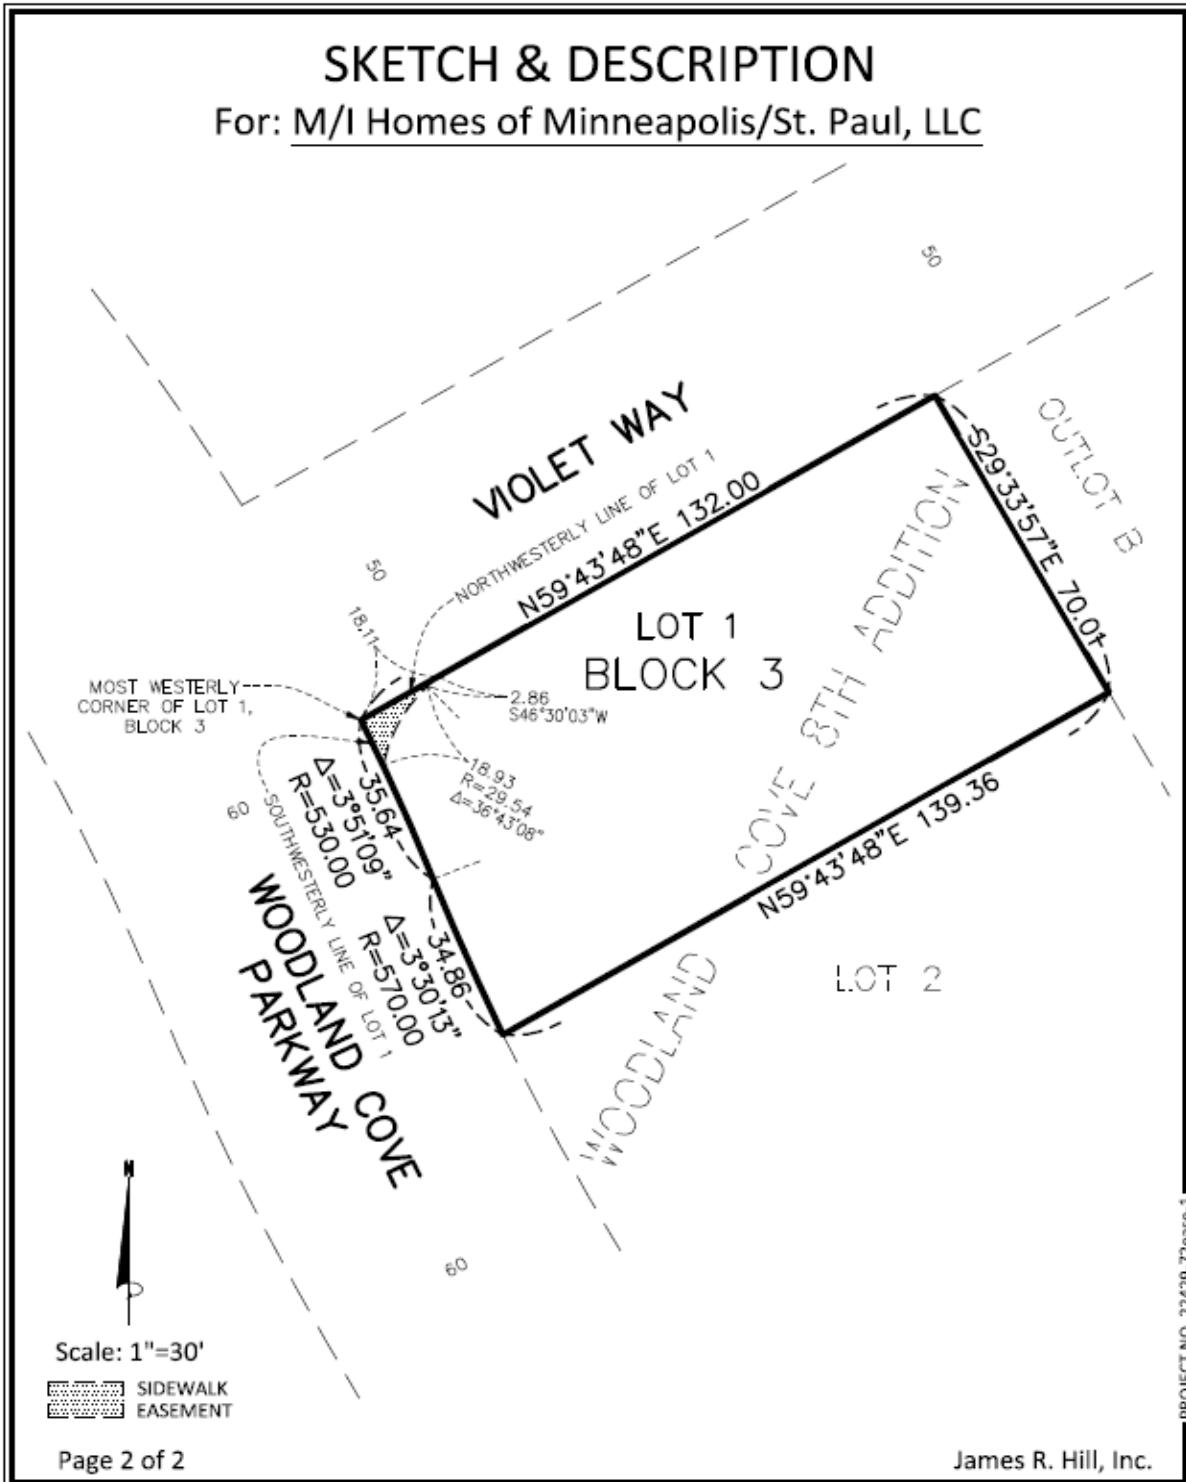 SKETCH & DESCRIPTION
For: M/I Homes of Minneapolis/St. Paul, LLC
50
VIOLET WAY
NORTHWESTERLY LINE OF LOT 1
N59°43'48"E 132.00
S29°33'57"E 70.01
OUTLOT B
50
18.11
LOT 1
BLOCK 3
MOST WESTERLY
CORNER OF LOT 1,
BLOCK 3
2.86
S46°30'03"W
18.93
R=29.54
Δ=36°43'08"
35.64
Δ=3°51'09"
R=530.00
60
SOUTHWESTERLY LINE OF LOT 1
34.86
Δ=3°30'13"
R=570.00
WOODLAND COVE
PARKWAY
N59°43'48"E 139.36
WOODLAND COVE 8TH ADDITION
LOT 2
60
N
Scale: 1"=30'
SIDEWALK
EASEMENT
Page 2 of 2
James R. Hill, Inc.
PROJECT NO.